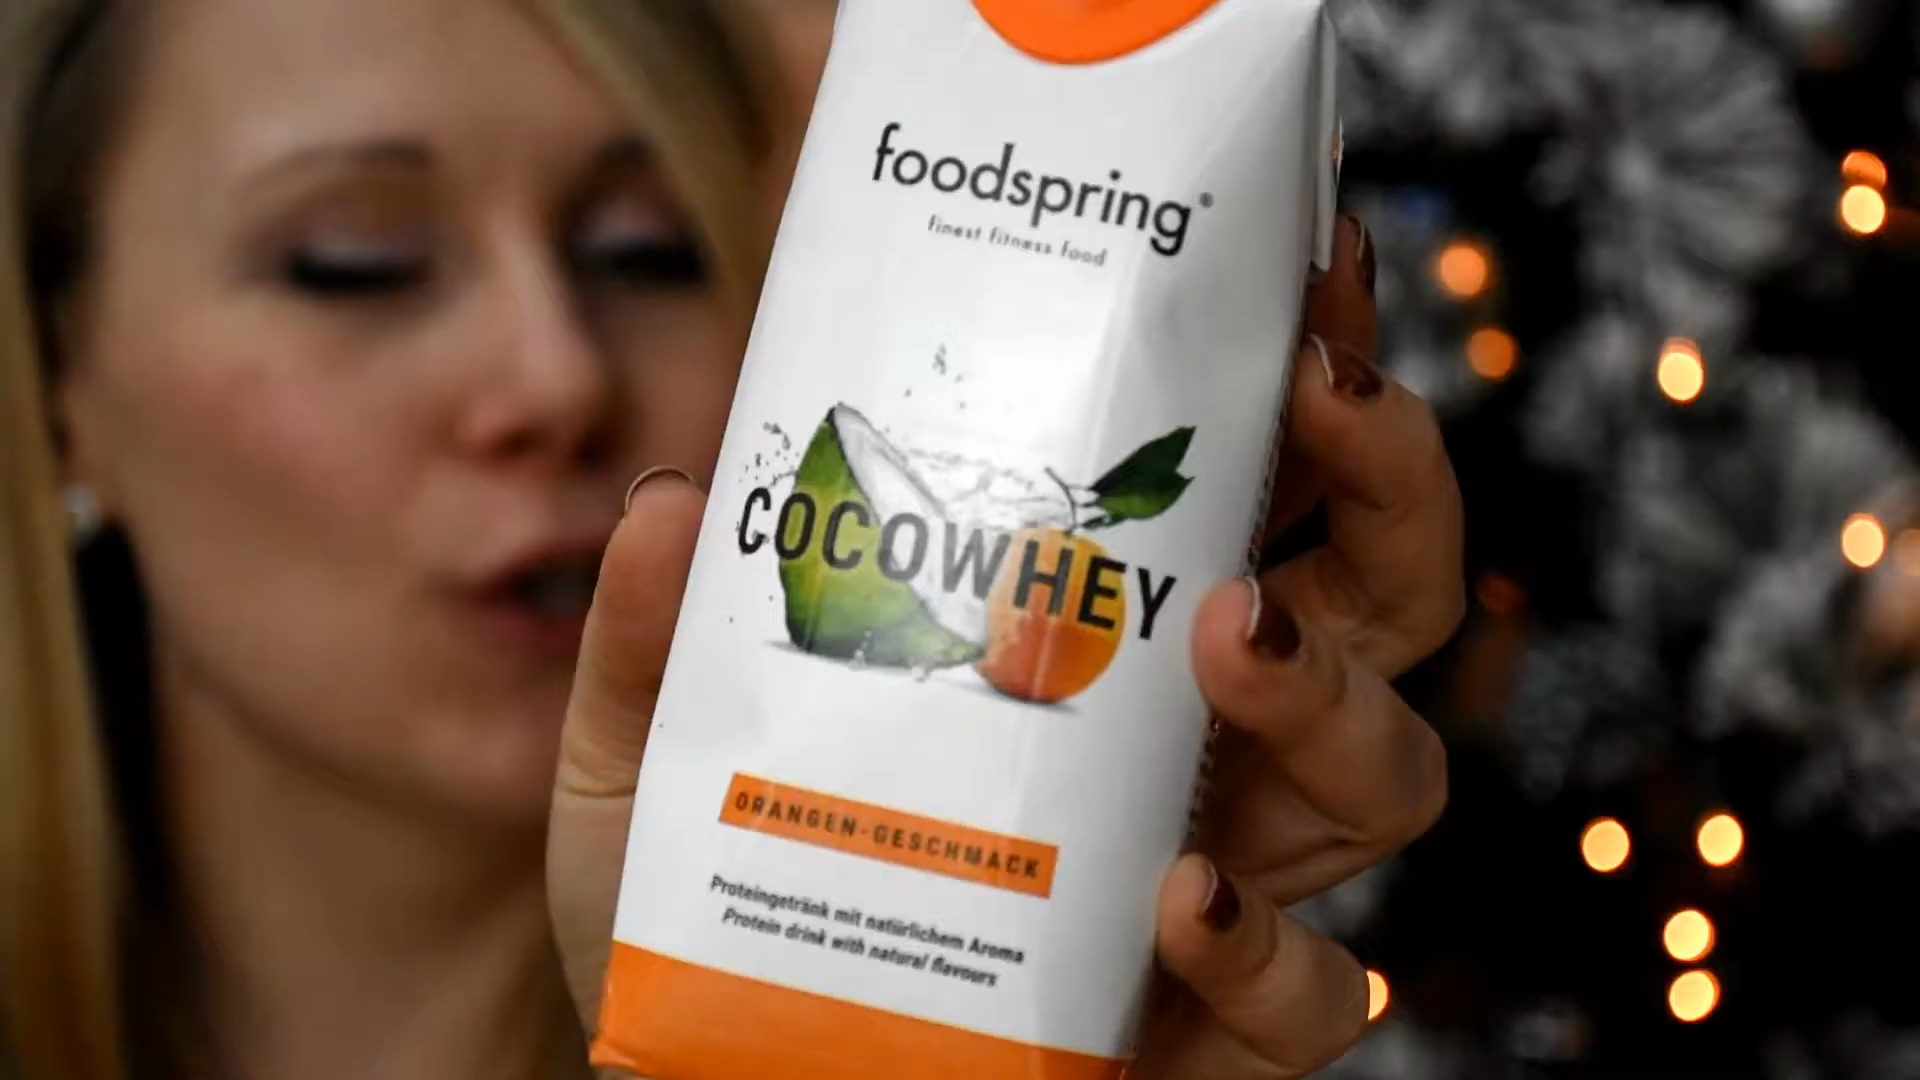 foodspring®
finest fitness food
COCOWHEY
ORANGEN-GESCHMACK
Proteingetränk mit natürlichem Aroma
Protein drink with natural flavours